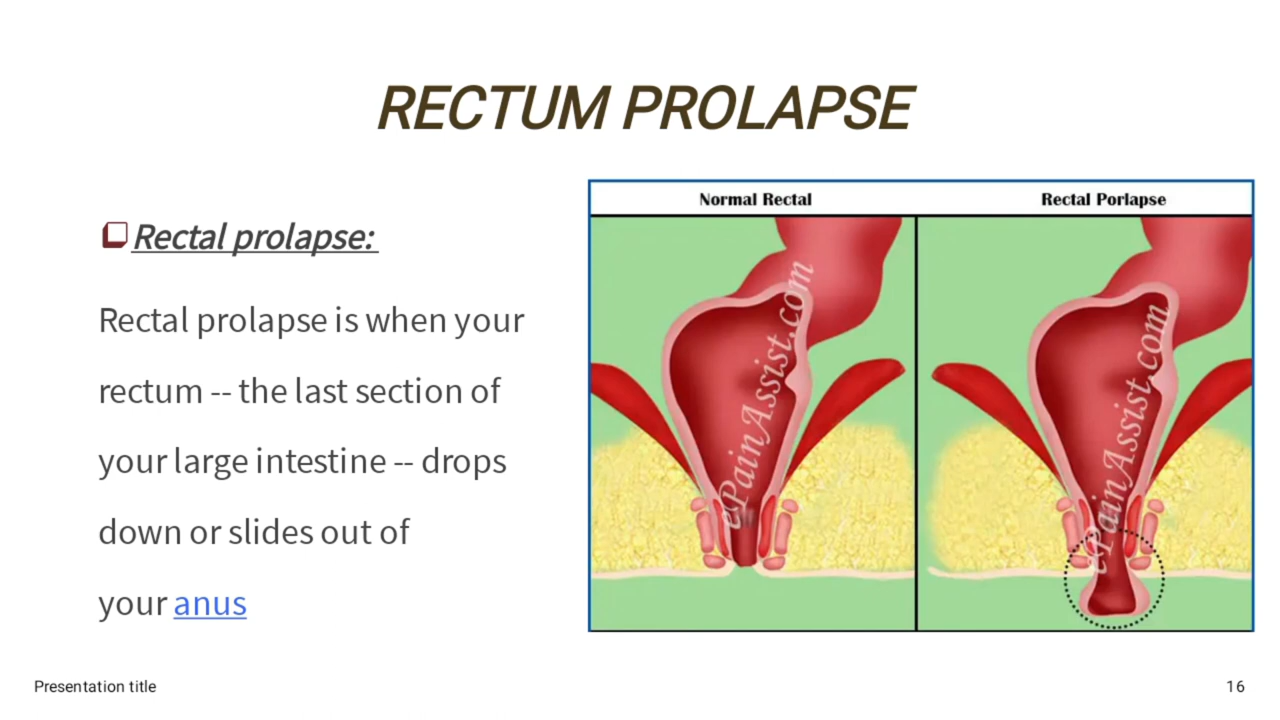 RECTUM PROLAPSE
Rectal prolapse:
Rectal prolapse is when your
rectum -- the last section of
your large intestine -- drops
down or slides out of
your anus
Normal Rectal
Rectal Porlapse
ePainAssist.com
ePainAssist.com
Presentation title
16